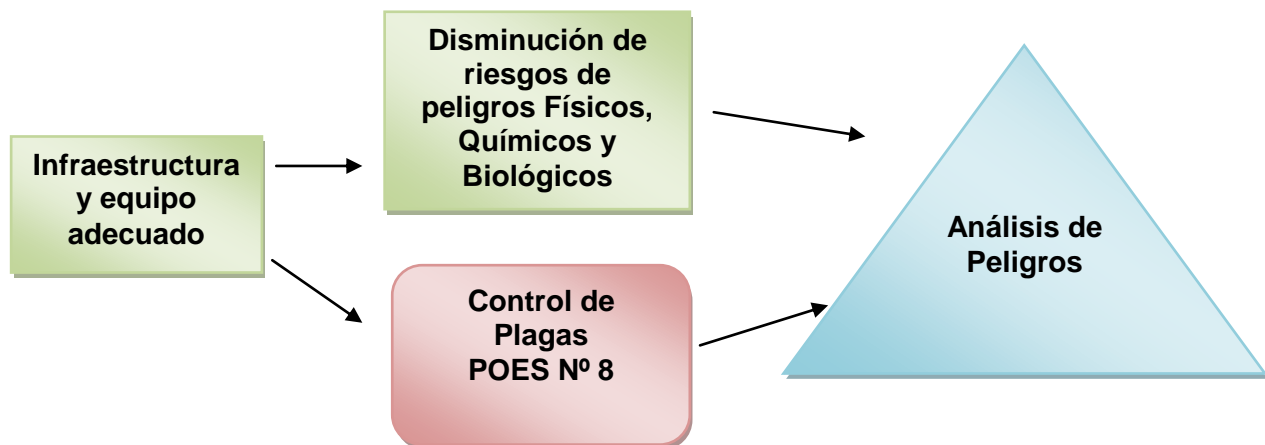 Infraestructura
y equipo
adecuado
Disminución de
riesgos de
peligros Físicos,
Químicos y
Biológicos
Control de
Plagas
POES Nº 8
Análisis de
Peligros